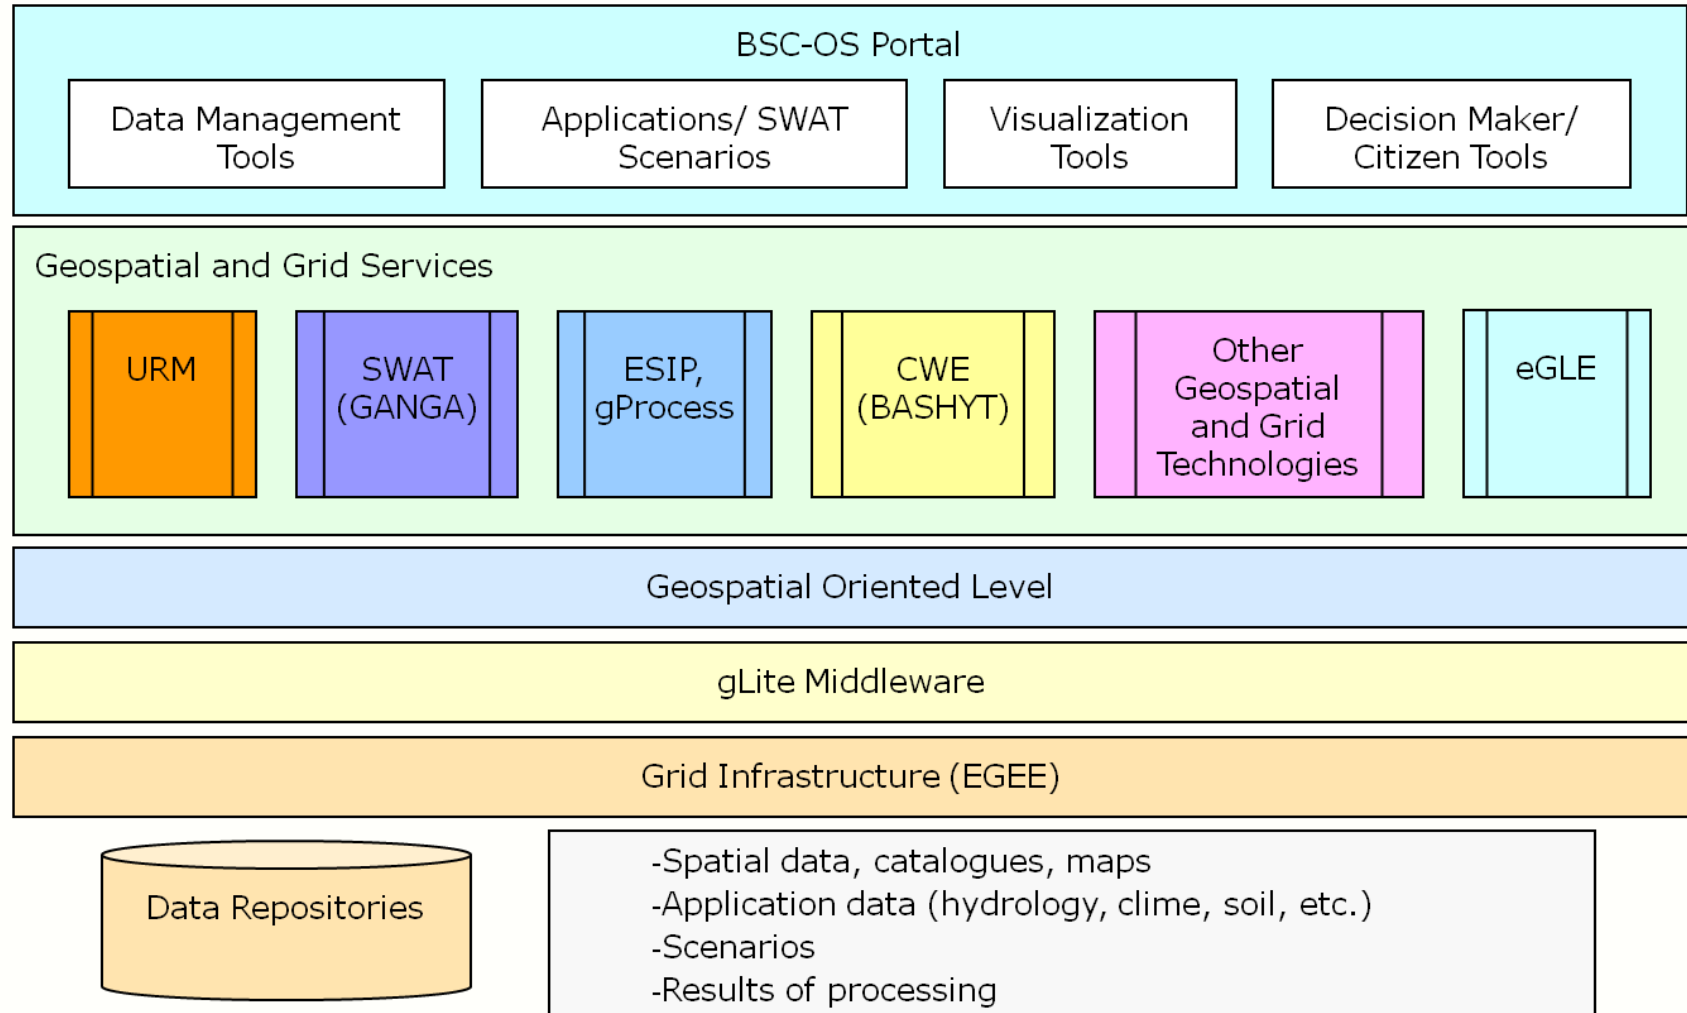 BSC-OS Portal
Data Management
Tools
Applications/ SWAT
Scenarios
Visualization
Tools
Decision Maker/
Citizen Tools
Geospatial and Grid Services
URM
SWAT
(GANGA)
ESIP,
gProcess
CWE
(BASHYT)
Other
Geospatial
and Grid
Technologies
eGLE
Geospatial Oriented Level
gLite Middleware
Grid Infrastructure (EGEE)
Data Repositories
-Spatial data, catalogues, maps
-Application data (hydrology, clime, soil, etc.)
-Scenarios
-Results of processing